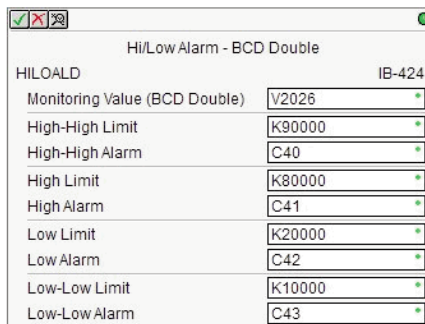 Hi/Low Alarm - BCD Double
HILOALD IB-424
Monitoring Value (BCD Double) V2026
High-High Limit K90000
High-High Alarm C40
High Limit K80000
High Alarm C41
Low Limit K20000
Low Alarm C42
Low-Low Limit K10000
Low-Low Alarm C43